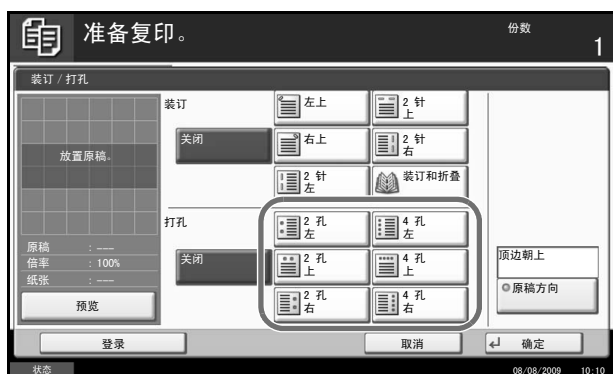 准备复印。
份数
1
装订 / 打孔
放置原稿。
原稿 : ---
倍率 : 100%
纸张 : ---
预览
装订
关闭
左上
2 针
上
右上
2 针
右
2 针
左
装订和折叠
打孔
关闭
2 孔
左
4 孔
左
2 孔
上
4 孔
上
2 孔
右
4 孔
右
顶边朝上
原稿方向
登录
取消
确定
状态
08/08/2009 10:10